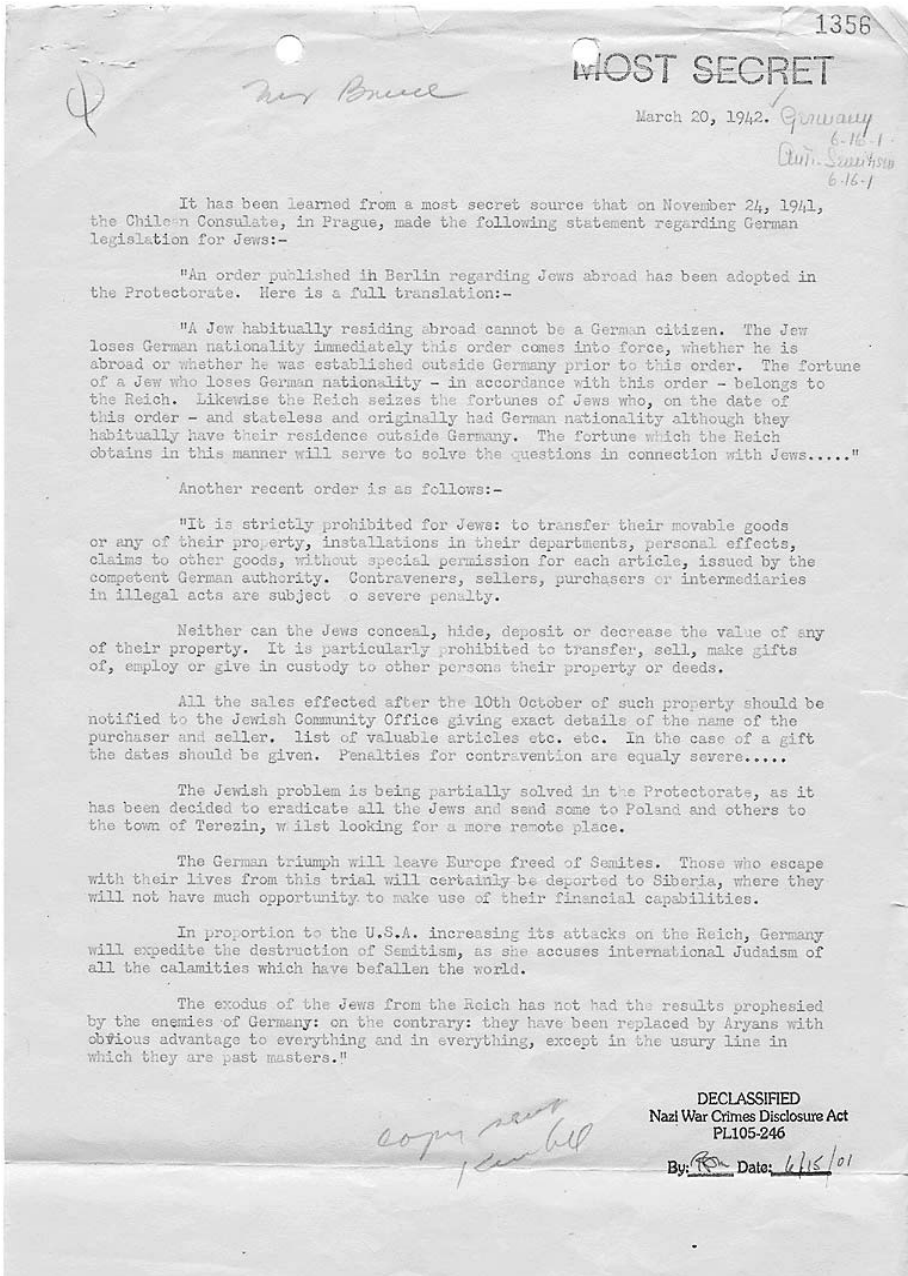 1356
MOST SECRET
March 20, 1942.
Germany
6-16-1
Anti-Semitism
6-16-1
It has been learned from a most secret source that on November 24, 1941,
the Chilean Consulate, in Prague, made the following statement regarding German
legislation for Jews:-
"An order published in Berlin regarding Jews abroad has been adopted in
the Protectorate. Here is a full translation:-
"A Jew habitually residing abroad cannot be a German citizen. The Jew
loses German nationality immediately this order comes into force, whether he is
abroad or whether he was established outside Germany prior to this order. The fortune
of a Jew who loses German nationality - in accordance with this order - belongs to
the Reich. Likewise the Reich seizes the fortunes of Jews who, on the date of
this order - and stateless and originally had German nationality although they
habitually have their residence outside Germany. The fortune which the Reich
obtains in this manner will serve to solve the questions in connection with Jews....."
Another recent order is as follows:-
"It is strictly prohibited for Jews: to transfer their movable goods
or any of their property, installations in their departments, personal effects,
claims to other goods, without special permission for each article, issued by the
competent German authority. Contraveners, sellers, purchasers or intermediaries
in illegal acts are subject o severe penalty.
Neither can the Jews conceal, hide, deposit or decrease the value of any
of their property. It is particularly prohibited to transfer, sell, make gifts
of, employ or give in custody to other persons their property or deeds.
All the sales effected after the 10th October of such property should be
notified to the Jewish Community Office giving exact details of the name of the
purchaser and seller. list of valuable articles etc. etc. In the case of a gift
the dates should be given. Penalties for contravention are equaly severe.....
The Jewish problem is being partially solved in the Protectorate, as it
has been decided to eradicate all the Jews and send some to Poland and others to
the town of Terezin, w ilst looking for a more remote place.
The German triumph will leave Europe freed of Semites. Those who escape
with their lives from this trial will certainly be deported to Siberia, where they
will not have much opportunity to make use of their financial capabilities.
In proportion to the U.S.A. increasing its attacks on the Reich, Germany
will expedite the destruction of Semitism, as she accuses international Judaism of
all the calamities which have befallen the world.
The exodus of the Jews from the Reich has not had the results prophesied
by the enemies of Germany: on the contrary: they have been replaced by Aryans with
obvious advantage to everything and in everything, except in the usury line in
which they are past masters."
copy sent
DECLASSIFIED
Nazi War Crimes Disclosure Act
PL105-246
By: Date: 6/15/01